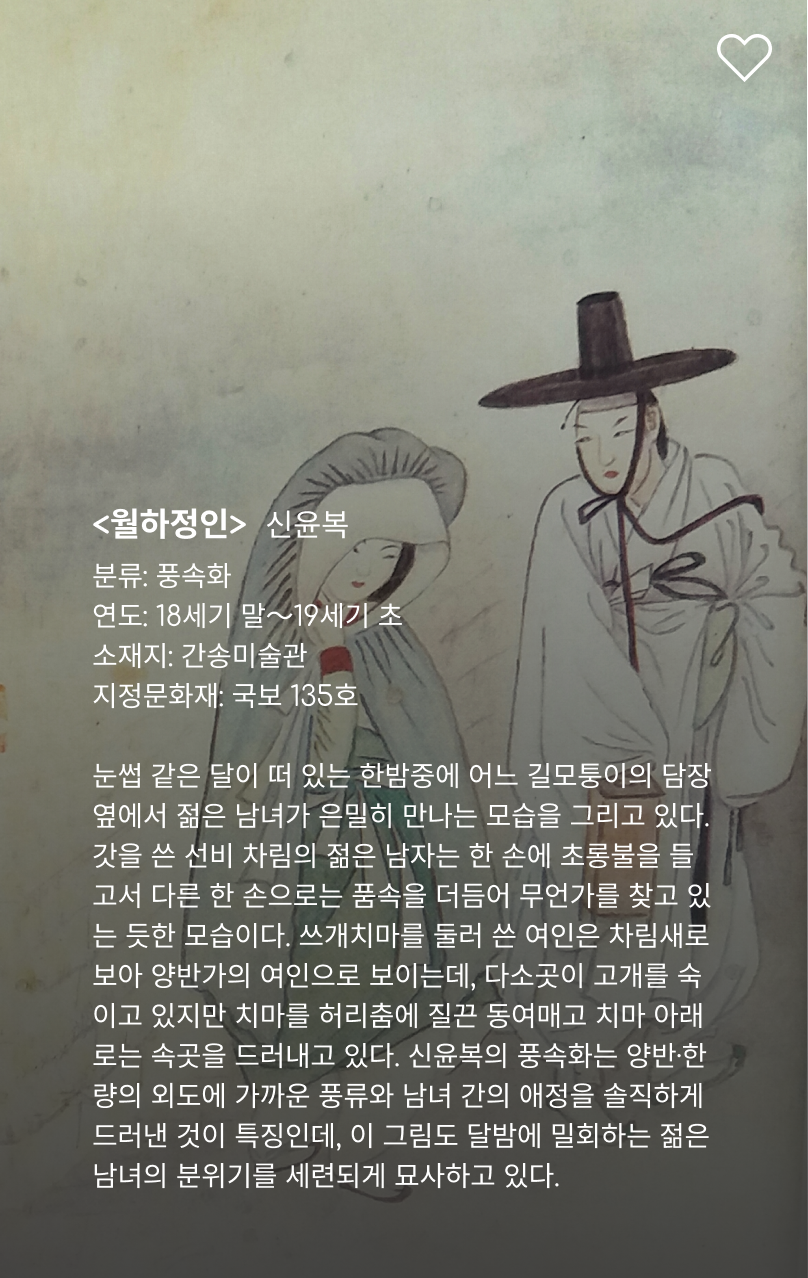 <월하정인> 신윤복
분류: 풍속화
연도: 18세기 말~19세기 초
소재지: 간송미술관
지정문화재: 국보 135호
눈썹 같은 달이 떠 있는 한밤중에 어느 길모퉁이의 담장
옆에서 젊은 남녀가 은밀히 만나는 모습을 그리고 있다.
갓을 쓴 선비 차림의 젊은 남자는 한 손에 초롱불을 들
고서 다른 한 손으로는 품속을 더듬어 무언가를 찾고 있
는 듯한 모습이다. 쓰개치마를 둘러 쓴 여인은 차림새로
보아 양반가의 여인으로 보이는데, 다소곳이 고개를 숙
이고 있지만 치마를 허리춤에 질끈 동여매고 치마 아래
로는 속곳을 드러내고 있다. 신윤복의 풍속화는 양반·한
량의 외도에 가까운 풍류와 남녀 간의 애정을 솔직하게
드러낸 것이 특징인데, 이 그림도 달밤에 밀회하는 젊은
남녀의 분위기를 세련되게 묘사하고 있다.